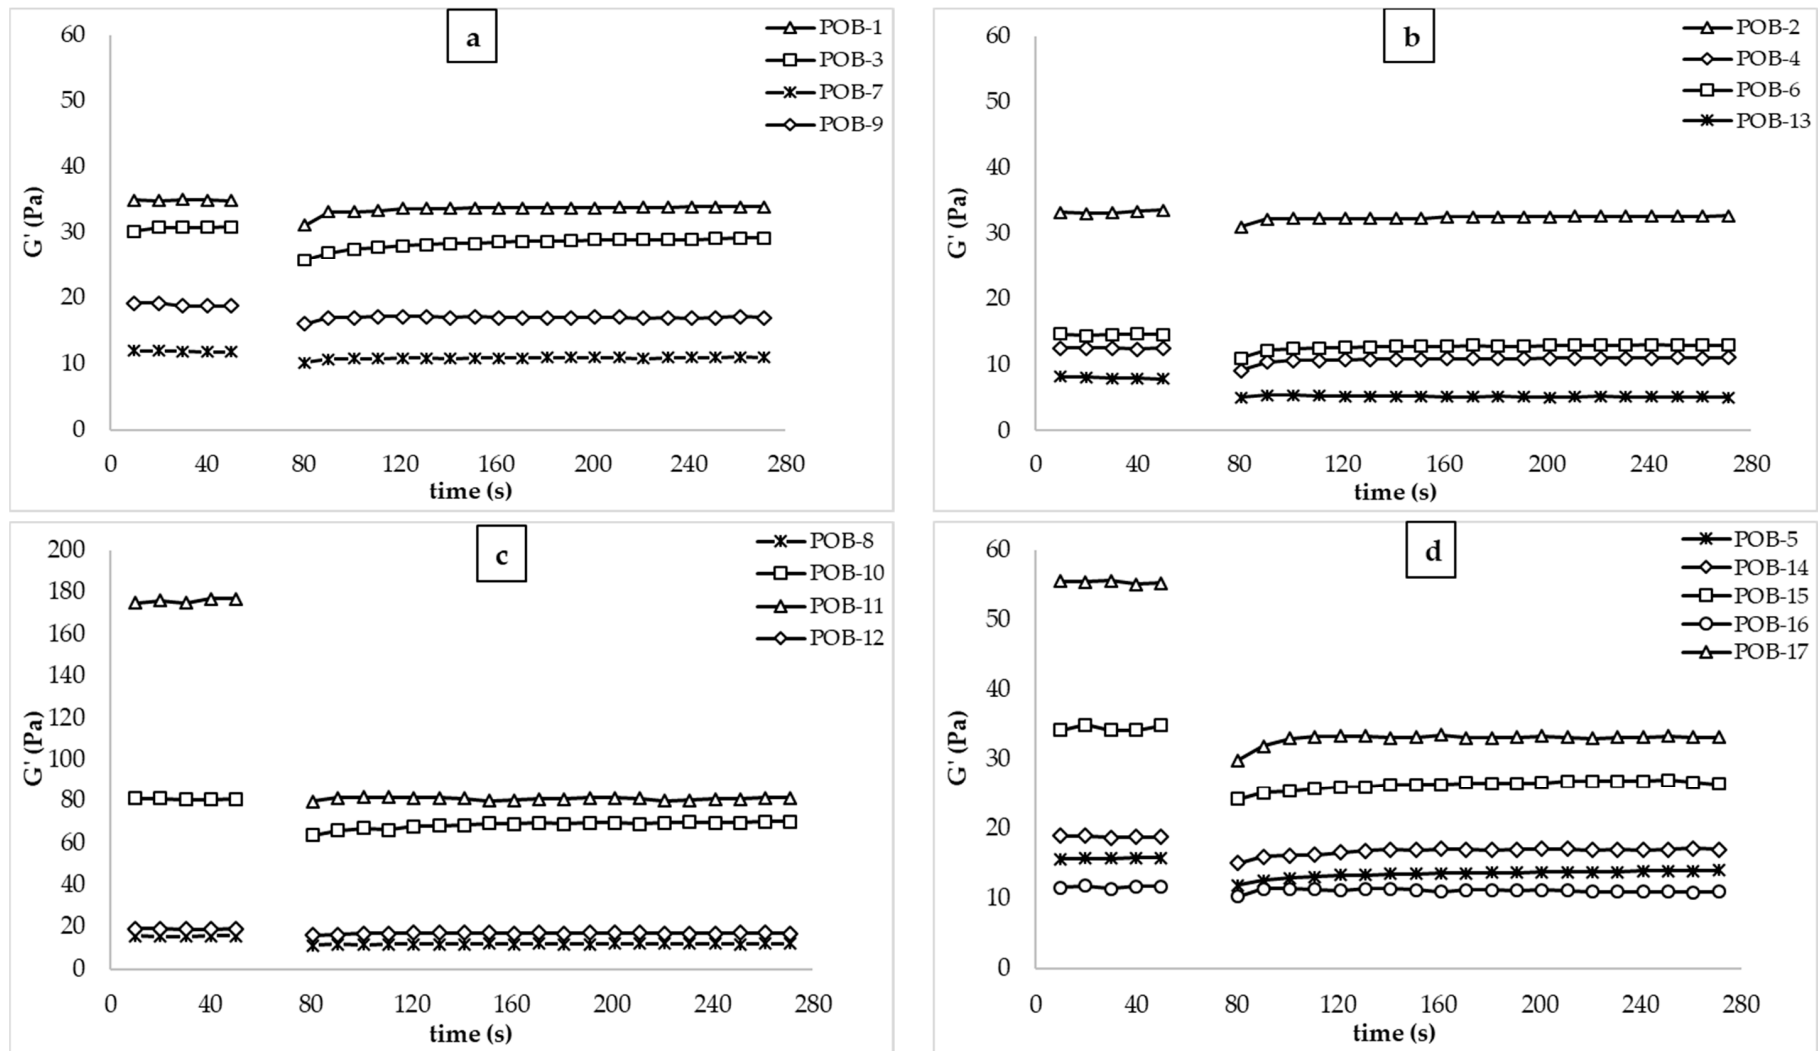 a
POB-1
POB-3
POB-7
POB-9
60
50
40
30
20
10
0
G' (Pa)
0 40 80 120 160 200 240 280
time (s)
b
POB-2
POB-4
POB-6
POB-13
60
50
40
30
20
10
0
G' (Pa)
0 40 80 120 160 200 240 280
time (s)
c
POB-8
POB-10
POB-11
POB-12
200
180
160
140
120
100
80
60
40
20
0
G' (Pa)
0 40 80 120 160 200 240 280
time (s)
d
POB-5
POB-14
POB-15
POB-16
POB-17
60
50
40
30
20
10
0
G' (Pa)
0 40 80 120 160 200 240 280
time (s)